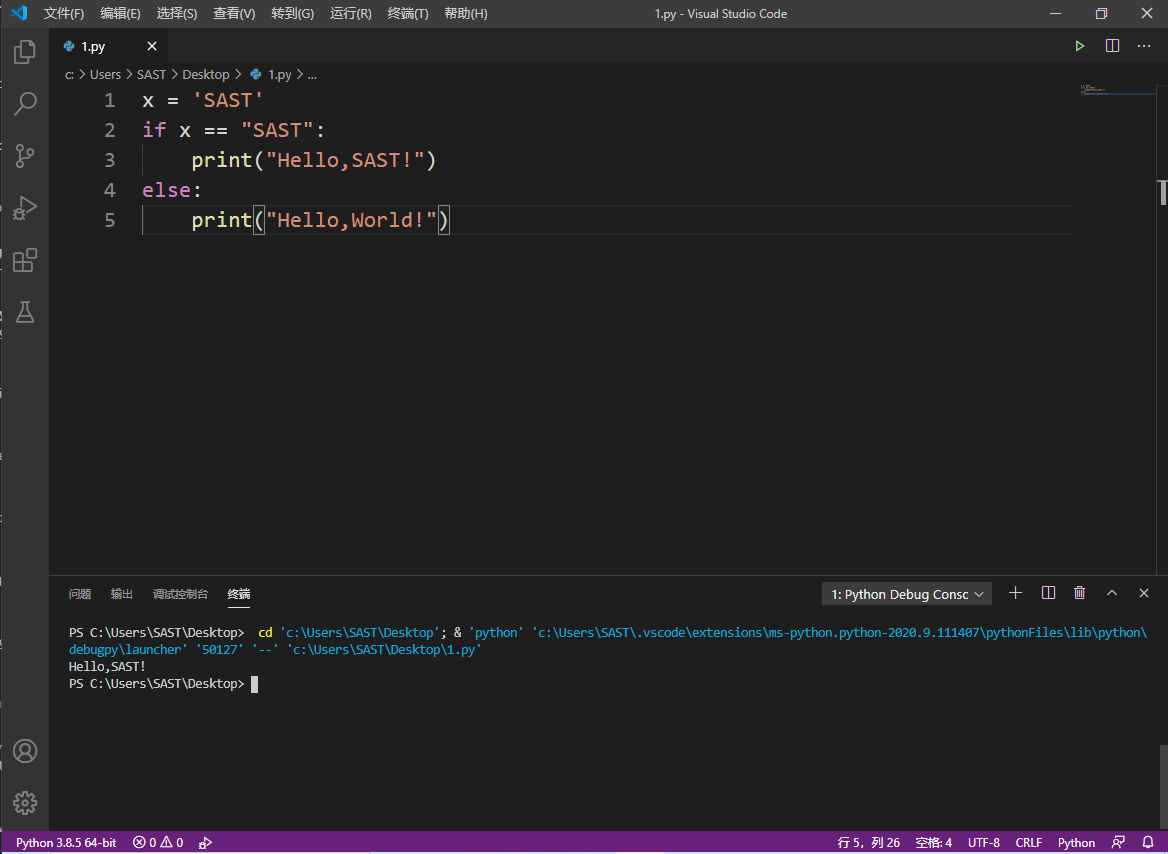 文件(F) 编辑(E) 选择(S) 查看(V) 转到(G) 运行(R) 终端(T) 帮助(H) 1.py - Visual Studio Code
1.py
c: > Users > SAST > Desktop > 1.py > ...
1 x = 'SAST'
2 if x == "SAST":
3 print("Hello,SAST!")
4 else:
5 print("Hello,World!")
问题 输出 调试控制台 终端 1: Python Debug Consc
PS C:\Users\SAST\Desktop> cd 'c:\Users\SAST\Desktop'; & 'python' 'c:\Users\SAST\.vscode\extensions\ms-python.python-2020.9.111407\pythonFiles\lib\python\
debugpy\launcher' '50127' '--' 'c:\Users\SAST\Desktop\1.py'
Hello,SAST!
PS C:\Users\SAST\Desktop>
Python 3.8.5 64-bit 0 0 行 5，列 26 空格: 4 UTF-8 CRLF Python